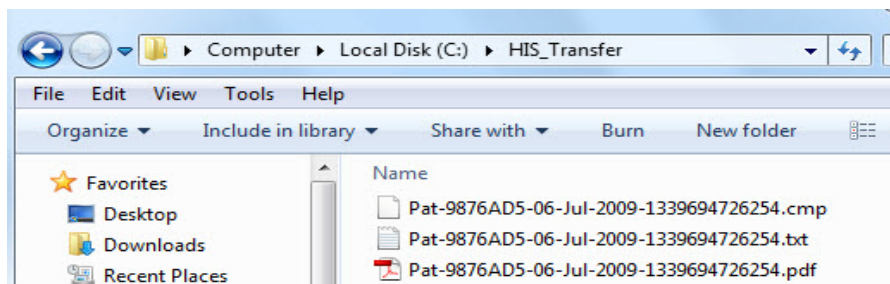 Computer Local Disk (C:) HIS_Transfer
File Edit View Tools Help
Organize Include in library Share with Burn New folder
Favorites
Desktop
Downloads
Recent Places
Name
Pat-9876AD5-06-Jul-2009-1339694726254.cmp
Pat-9876AD5-06-Jul-2009-1339694726254.txt
Pat-9876AD5-06-Jul-2009-1339694726254.pdf